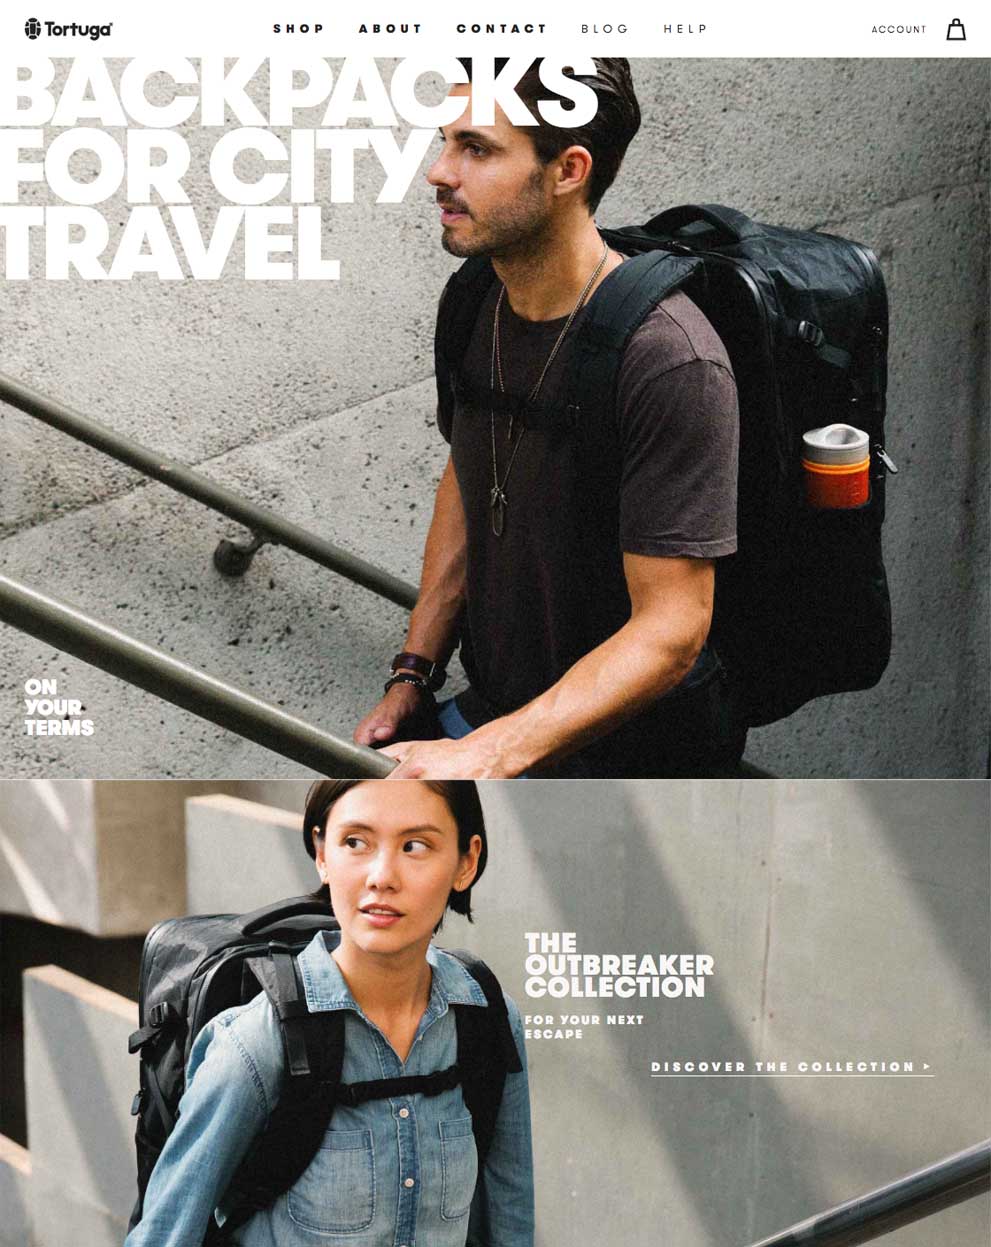 Tortuga
SHOP ABOUT CONTACT BLOG HELP
ACCOUNT
BACKPACKS
FOR CITY
TRAVEL
ON
YOUR
TERMS
THE
OUTBREAKER
COLLECTION
FOR YOUR NEXT
ESCAPE
DISCOVER THE COLLECTION ▸